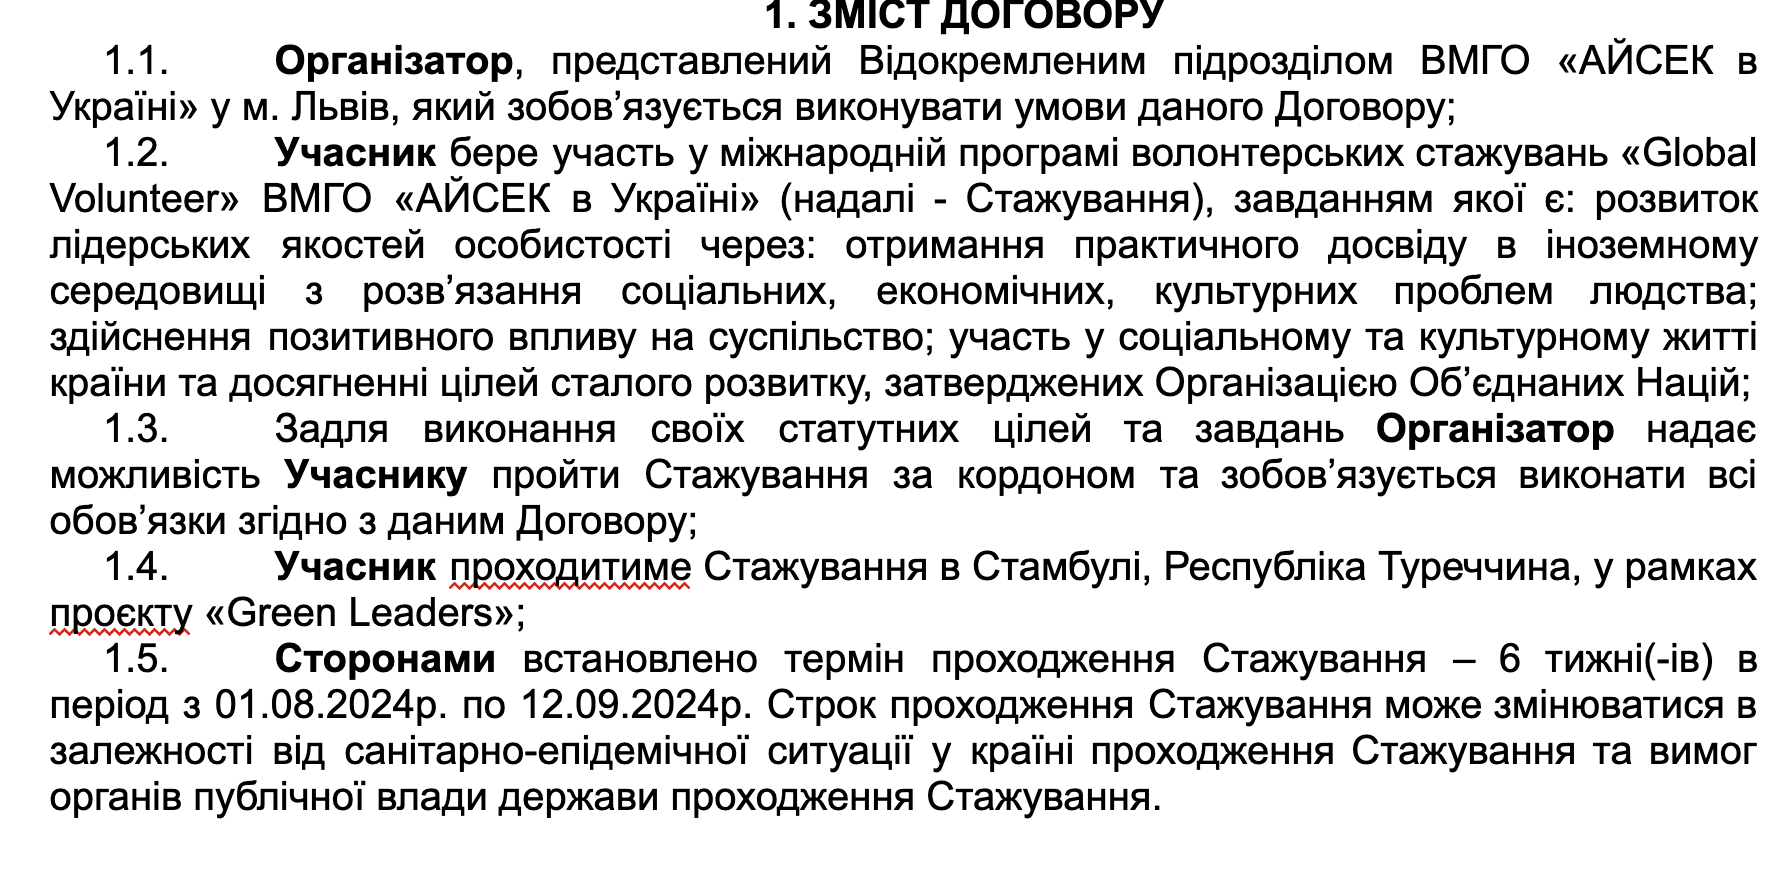 1. ЗМІСТ ДОГОВОРУ
1.1. Організатор, представлений Відокремленим підрозділом ВМГО «АЙСЕК в
Україні» у м. Львів, який зобов’язується виконувати умови даного Договору;
1.2. Учасник бере участь у міжнародній програмі волонтерських стажувань «Global
Volunteer» ВМГО «АЙСЕК в Україні» (надалі - Стажування), завданням якої є: розвиток
лідерських якостей особистості через: отримання практичного досвіду в іноземному
середовищі з розв’язання соціальних, економічних, культурних проблем людства;
здійснення позитивного впливу на суспільство; участь у соціальному та культурному житті
країни та досягненні цілей сталого розвитку, затверджених Організацією Об’єднаних Націй;
1.3. Задля виконання своїх статутних цілей та завдань Організатор надає
можливість Учаснику пройти Стажування за кордоном та зобов’язується виконати всі
обов’язки згідно з даним Договору;
1.4. Учасник проходитиме Стажування в Стамбулі, Республіка Туреччина, у рамках
проєкту «Green Leaders»;
1.5. Сторонами встановлено термін проходження Стажування – 6 тижні(-ів) в
період з 01.08.2024р. по 12.09.2024р. Строк проходження Стажування може змінюватися в
залежності від санітарно-епідемічної ситуації у країні проходження Стажування та вимог
органів публічної влади держави проходження Стажування.